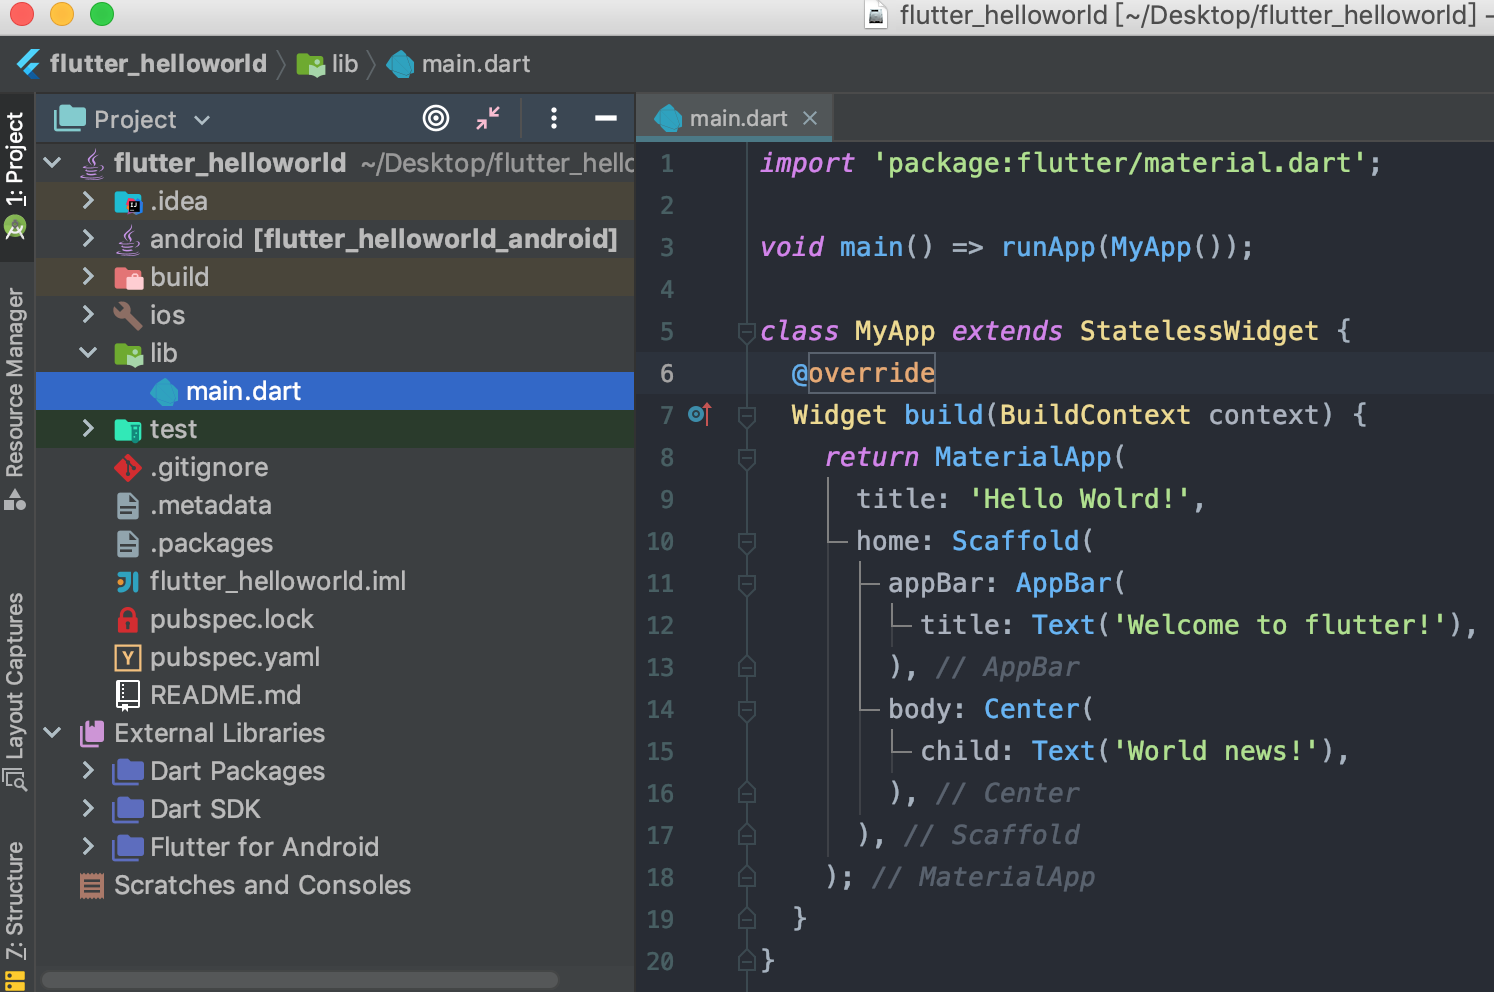 flutter_helloworld [~/Desktop/flutter_helloworld] -
flutter_helloworld lib main.dart
1: Project
Resource Manager
Layout Captures
Z: Structure
Project
flutter_helloworld ~/Desktop/flutter_hello
.idea
android [flutter_helloworld_android]
build
ios
lib
main.dart
test
.gitignore
.metadata
.packages
flutter_helloworld.iml
pubspec.lock
pubspec.yaml
README.md
External Libraries
Dart Packages
Dart SDK
Flutter for Android
Scratches and Consoles
main.dart
1 import 'package:flutter/material.dart';
2
3 void main() => runApp(MyApp());
4
5 class MyApp extends StatelessWidget {
6 @override
7 Widget build(BuildContext context) {
8 return MaterialApp(
9 title: 'Hello Wolrd!',
10 home: Scaffold(
11 appBar: AppBar(
12 title: Text('Welcome to flutter!'),
13 ), // AppBar
14 body: Center(
15 child: Text('World news!'),
16 ), // Center
17 ), // Scaffold
18 ); // MaterialApp
19 }
20 }